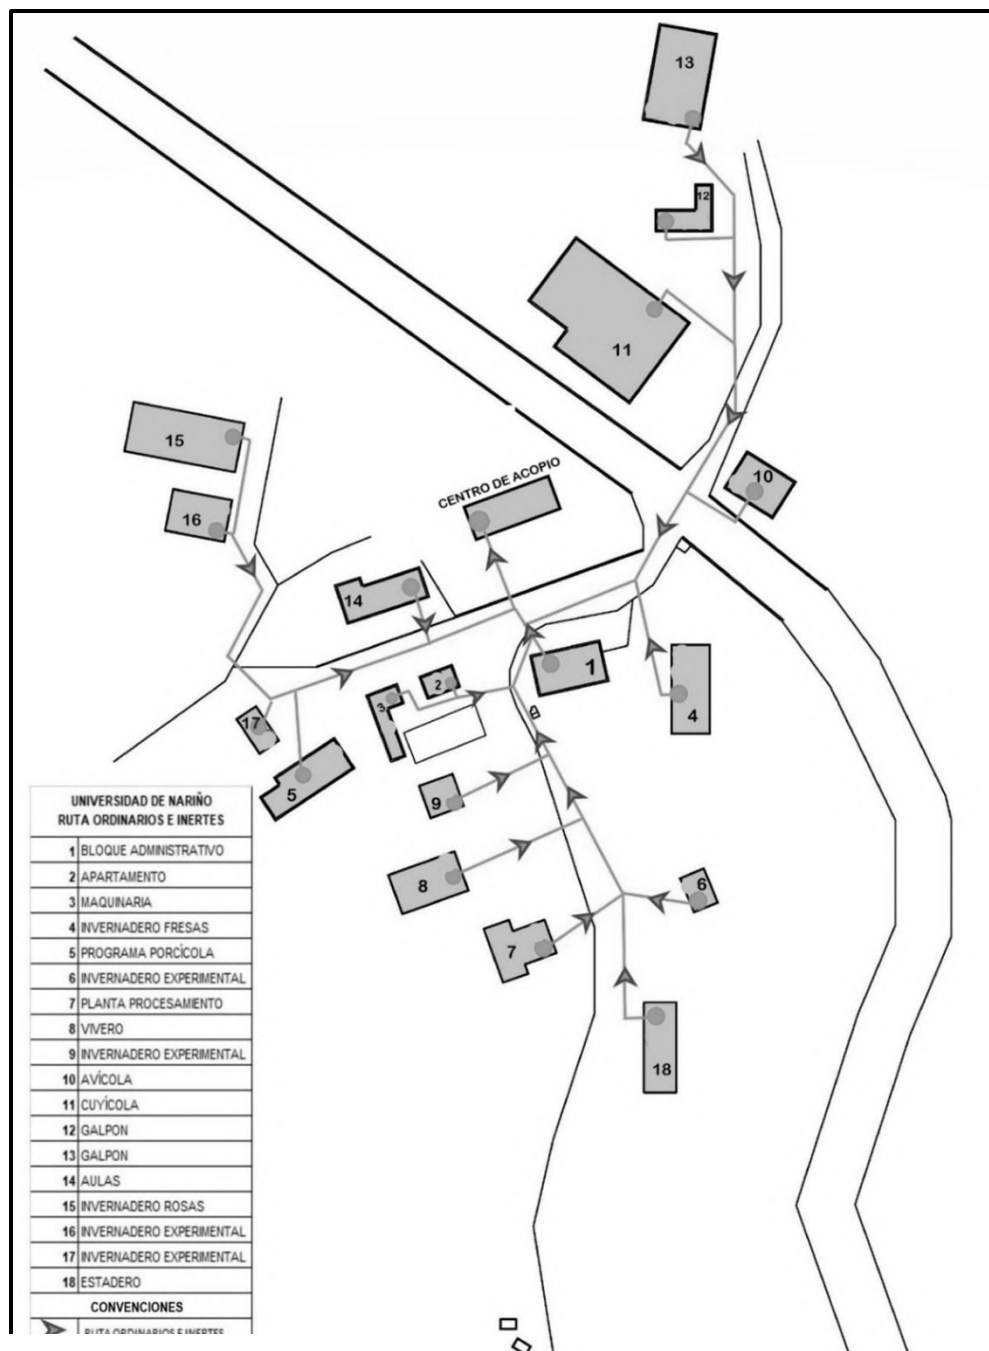 13
12
11
15
10
CENTRO DE ACOPIO
16
14
1
2
3
4
17
5
9
8
6
7
18
UNIVERSIDAD DE NARIÑO
RUTA ORDINARIOS E INERTES
1 BLOQUE ADMINISTRATIVO
2 APARTAMENTO
3 MAQUINARIA
4 INVERNADERO FRESAS
5 PROGRAMA PORCÍCOLA
6 INVERNADERO EXPERIMENTAL
7 PLANTA PROCESAMIENTO
8 VIVERO
9 INVERNADERO EXPERIMENTAL
10 AVÍCOLA
11 CUYÍCOLA
12 GALPON
13 GALPON
14 AULAS
15 INVERNADERO ROSAS
16 INVERNADERO EXPERIMENTAL
17 INVERNADERO EXPERIMENTAL
18 ESTADERO
CONVENCIONES
RUTA ORDINARIOS E INERTES